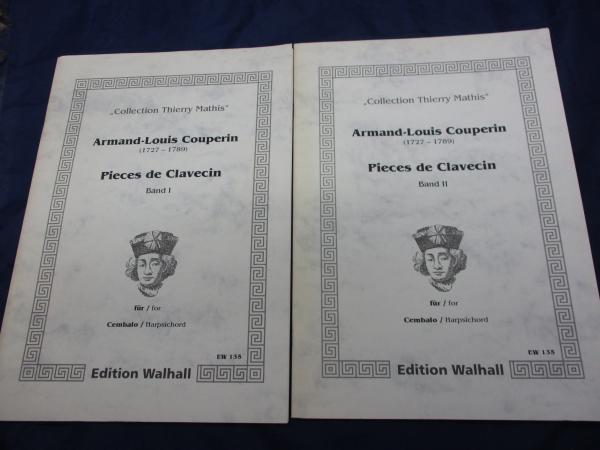 „Collection Thierry Mathis"
Armand-Louis Couperin
(1727 – 1789)
Pieces de Clavecin
Band I
für / for
Cembalo / Harpsichord
EW 135
Edition Walhall
„Collection Thierry Mathis"
Armand-Louis Couperin
(1727 – 1789)
Pieces de Clavecin
Band II
für / for
Cembalo / Harpsichord
EW 135
Edition Walhall